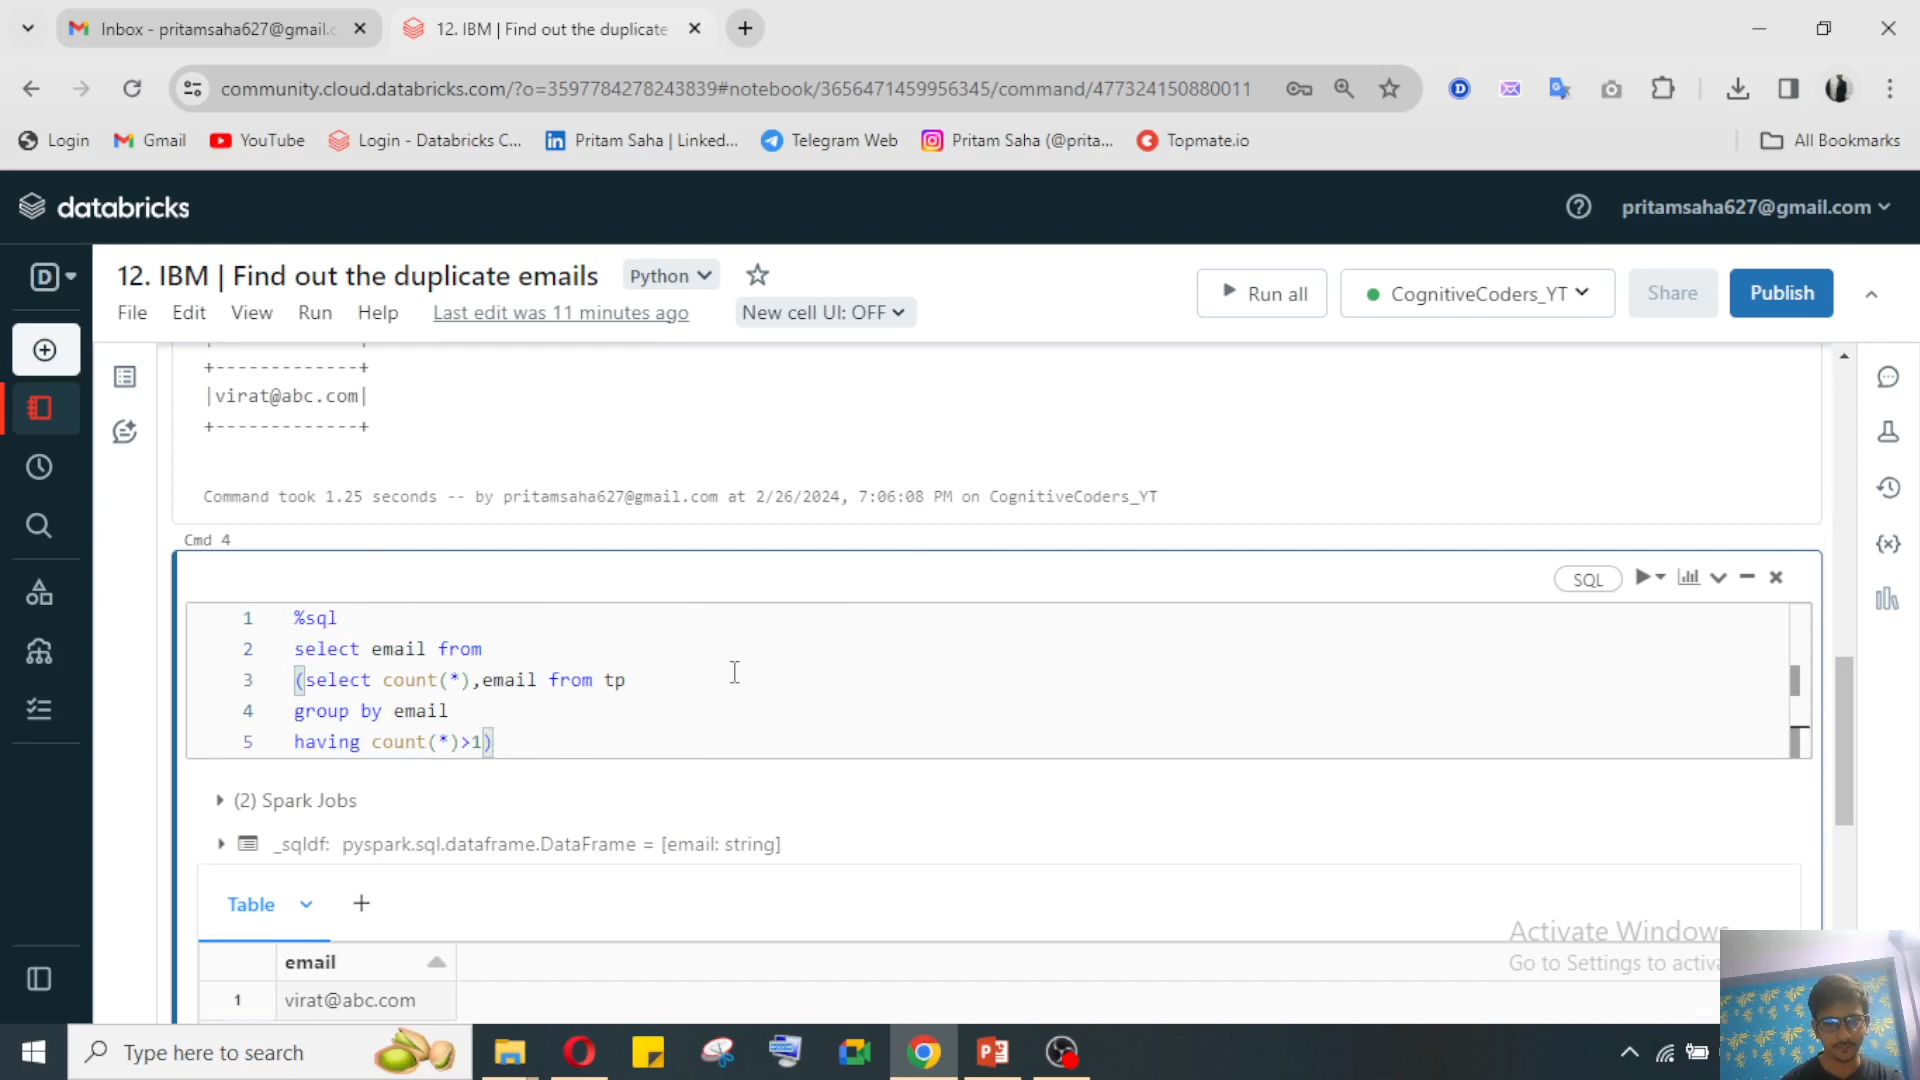 Inbox - pritamsaha627@gmail.c
12. IBM | Find out the duplicate
community.cloud.databricks.com/?o=3597784278243839#notebook/3656471459956345/command/477324150880011
Login
Gmail
YouTube
Login - Databricks C...
Pritam Saha | Linked...
Telegram Web
Pritam Saha (@prita...
Topmate.io
All Bookmarks
databricks
pritamsaha627@gmail.com
D
12. IBM | Find out the duplicate emails
Python
File Edit View Run Help
Last edit was 11 minutes ago
New cell UI: OFF
Run all
CognitiveCoders_YT
Share
Publish
+-------------+
|virat@abc.com|
+-------------+
Command took 1.25 seconds -- by pritamsaha627@gmail.com at 2/26/2024, 7:06:08 PM on CognitiveCoders_YT
Cmd 4
SQL
1 %sql
2 select email from
3 (select count(*),email from tp
4 group by email
5 having count(*)>1)
(2) Spark Jobs
_sqldf: pyspark.sql.dataframe.DataFrame = [email: string]
Table
email
1 virat@abc.com
Activate Windows
Go to Settings to activa
Type here to search